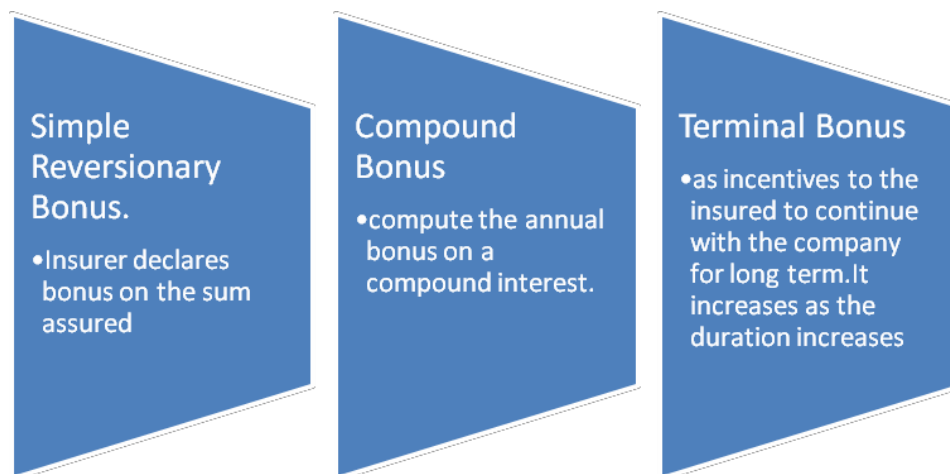 Simple
Reversionary
Bonus.
•Insurer declares
bonus on the sum
assured
Compound
Bonus
•compute the annual
bonus on a
compound interest.
Terminal Bonus
•as incentives to the
insured to continue
with the company
for long term.It
increases as the
duration increases